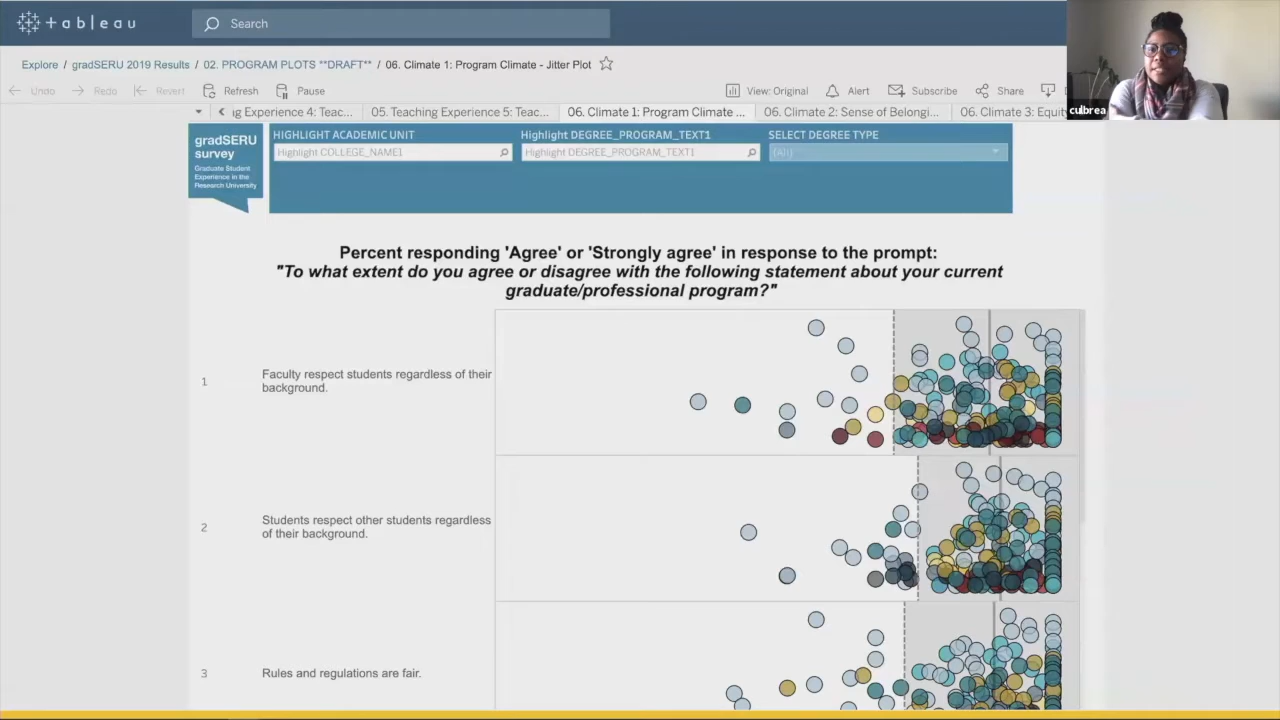 + a b l e a u
Search
culbrea
Explore / gradSERU 2019 Results / 02. PROGRAM PLOTS **DRAFT** / 06. Climate 1: Program Climate - Jitter Plot
Undo Redo Revert Refresh Pause View: Original Alert Subscribe Share
ig Experience 4: Teac... 05. Teaching Experience 5: Teac... 06. Climate 1: Program Climate ... 06. Climate 2: Sense of Belongi... 06. Climate 3: Equity
gradSERU
survey
Graduate Student
Experience in the
Research University
HIGHLIGHT ACADEMIC UNIT
Highlight COLLEGE_NAME1
Highlight DEGREE_PROGRAM_TEXT1
Highlight DEGREE_PROGRAM_TEXT1
SELECT DEGREE TYPE
(All)
Percent responding 'Agree' or 'Strongly agree' in response to the prompt:
"To what extent do you agree or disagree with the following statement about your current
graduate/professional program?"
1 Faculty respect students regardless of their
background.
2 Students respect other students regardless
of their background.
3 Rules and regulations are fair.